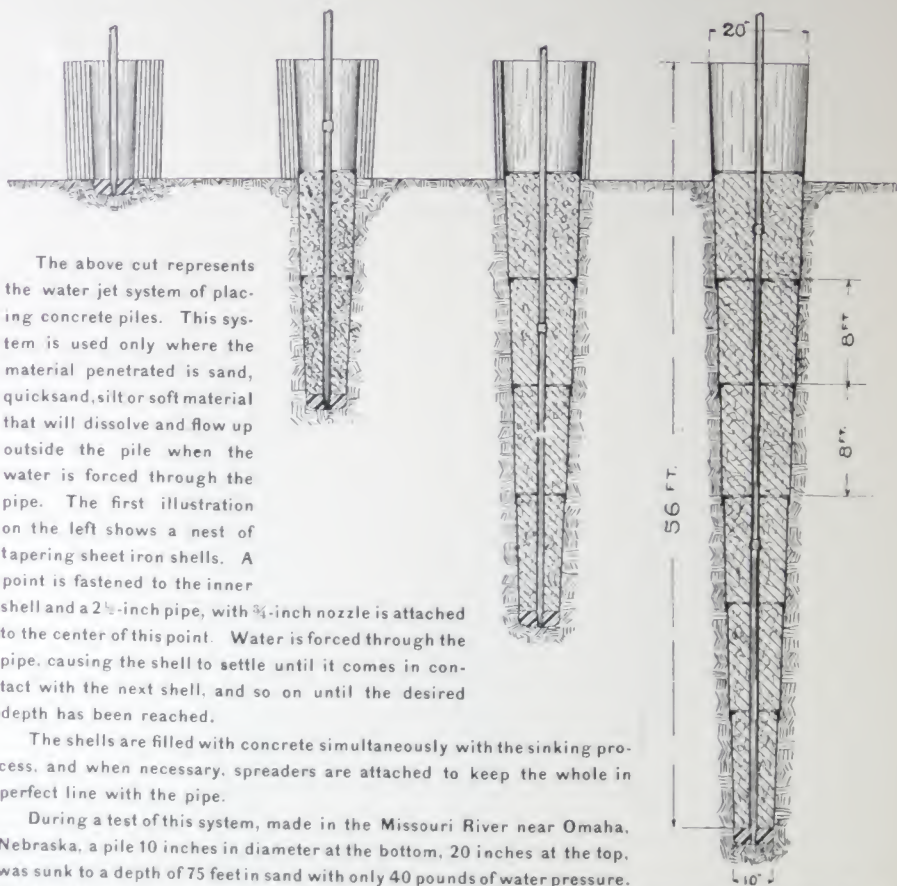 20"
56 FT.
8 FT.
8 FT.
10"
The above cut represents
the water jet system of plac-
ing concrete piles. This sys-
tem is used only where the
material penetrated is sand,
quicksand, silt or soft material
that will dissolve and flow up
outside the pile when the
water is forced through the
pipe. The first illustration
on the left shows a nest of
tapering sheet iron shells. A
point is fastened to the inner
shell and a 2½-inch pipe, with ¾-inch nozzle is attached
to the center of this point. Water is forced through the
pipe, causing the shell to settle until it comes in con-
tact with the next shell, and so on until the desired
depth has been reached.
The shells are filled with concrete simultaneously with the sinking pro-
cess, and when necessary, spreaders are attached to keep the whole in
perfect line with the pipe.
During a test of this system, made in the Missouri River near Omaha,
Nebraska, a pile 10 inches in diameter at the bottom, 20 inches at the top,
was sunk to a depth of 75 feet in sand with only 40 pounds of water pressure.